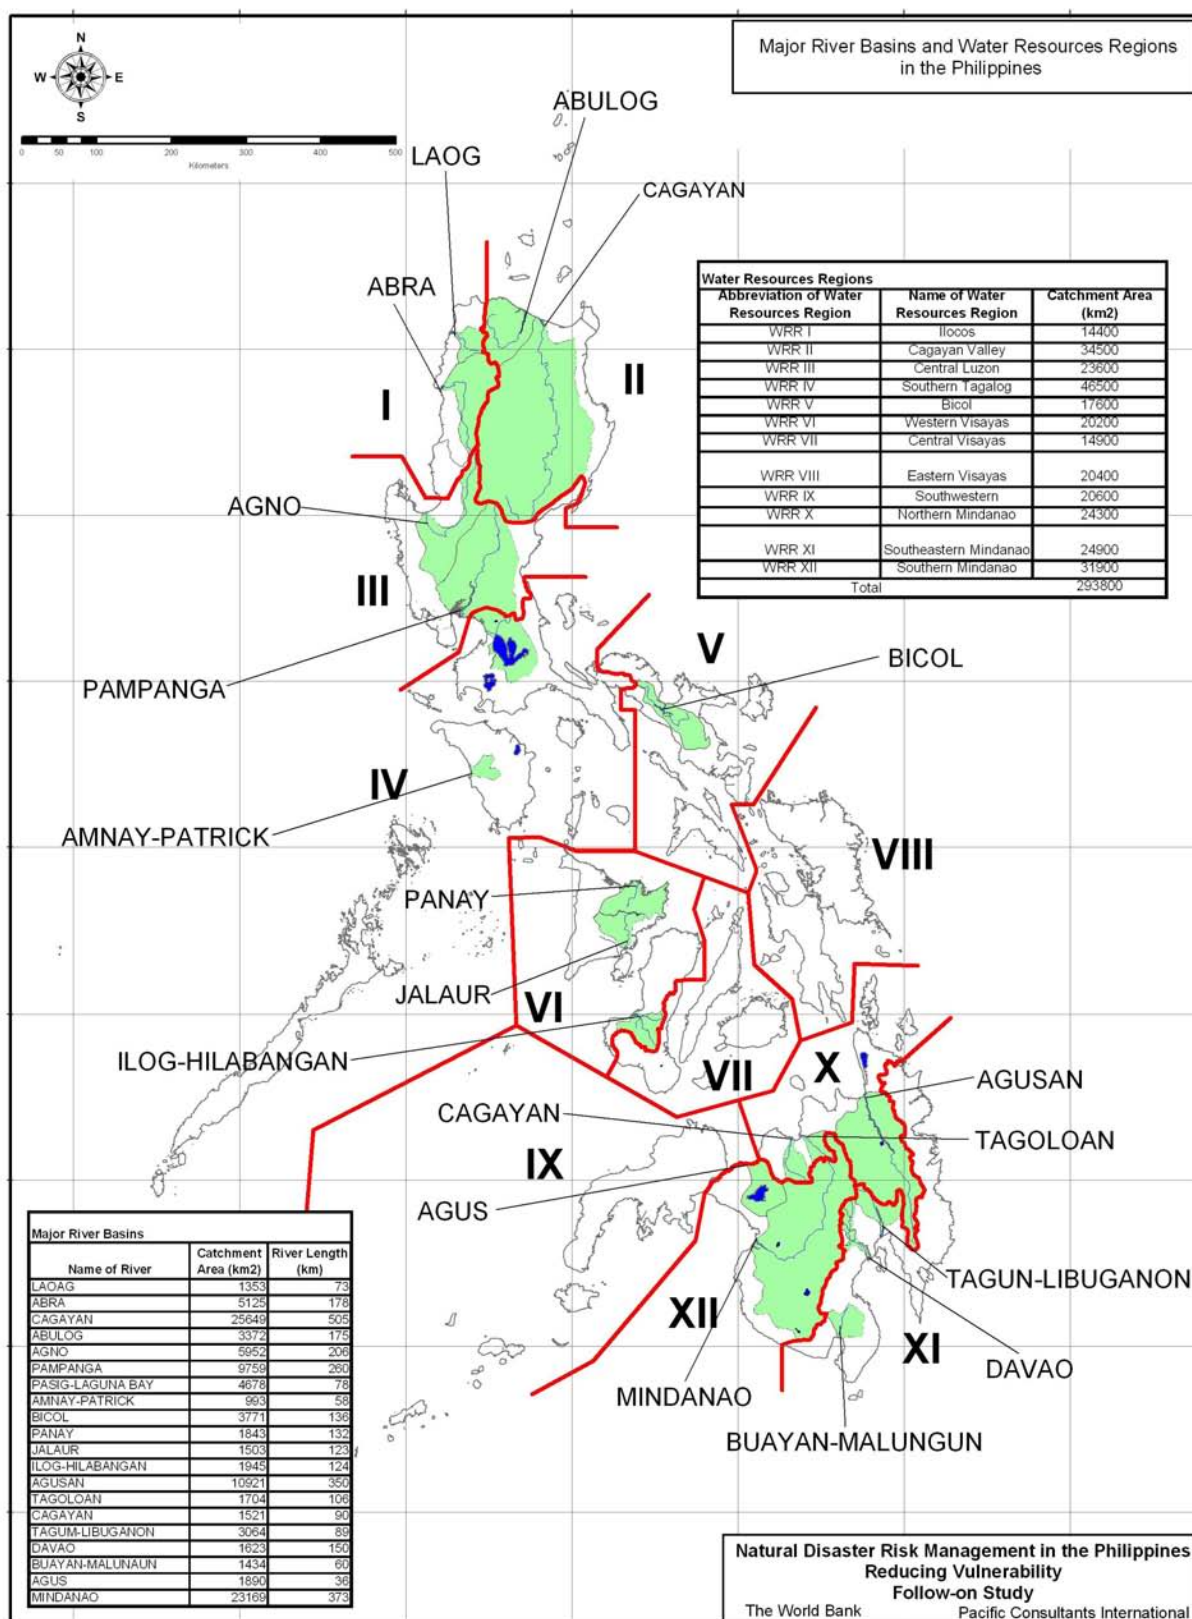 Major River Basins and Water Resources Regions
in the Philippines
N
W
E
S
0 50 100 200 300 400 500
Kilometers
ABULOG
LAOG
CAGAYAN
ABRA
I
II
AGNO
III
PAMPANGA
V
BICOL
IV
AMNAY-PATRICK
VIII
PANAY
JALAUR
VI
ILOG-HILABANGAN
VII
X
AGUSAN
CAGAYAN
TAGOLOAN
IX
AGUS
TAGUN-LIBUGANON
XII
XI
DAVAO
MINDANAO
BUAYAN-MALUNGUN
Water Resources Regions
Abbreviation of Water Resources Region Name of Water Resources Region Catchment Area (km2)
WRR I Ilocos 14400
WRR II Cagayan Valley 34500
WRR III Central Luzon 23600
WRR IV Southern Tagalog 46500
WRR V Bicol 17600
WRR VI Western Visayas 20200
WRR VII Central Visayas 14900
WRR VIII Eastern Visayas 20400
WRR IX Southwestern 20600
WRR X Northern Mindanao 24300
WRR XI Southeastern Mindanao 24900
WRR XII Southern Mindanao 31900
Total 293800
Major River Basins
Name of River Catchment Area (km2) River Length (km)
LAOAG 1353 73
ABRA 5125 178
CAGAYAN 25649 505
ABULOG 3372 175
AGNO 5952 206
PAMPANGA 9759 260
PASIG-LAGUNA BAY 4678 78
AMNAY-PATRICK 993 58
BICOL 3771 136
PANAY 1843 132
JALAUR 1503 123
ILOG-HILABANGAN 1945 124
AGUSAN 10921 350
TAGOLOAN 1704 106
CAGAYAN 1521 90
TAGUM-LIBUGANON 3064 89
DAVAO 1623 150
BUAYAN-MALUNAUN 1434 60
AGUS 1890 36
MINDANAO 23169 373
Natural Disaster Risk Management in the Philippines
Reducing Vulnerability
Follow-on Study
The World Bank Pacific Consultants International